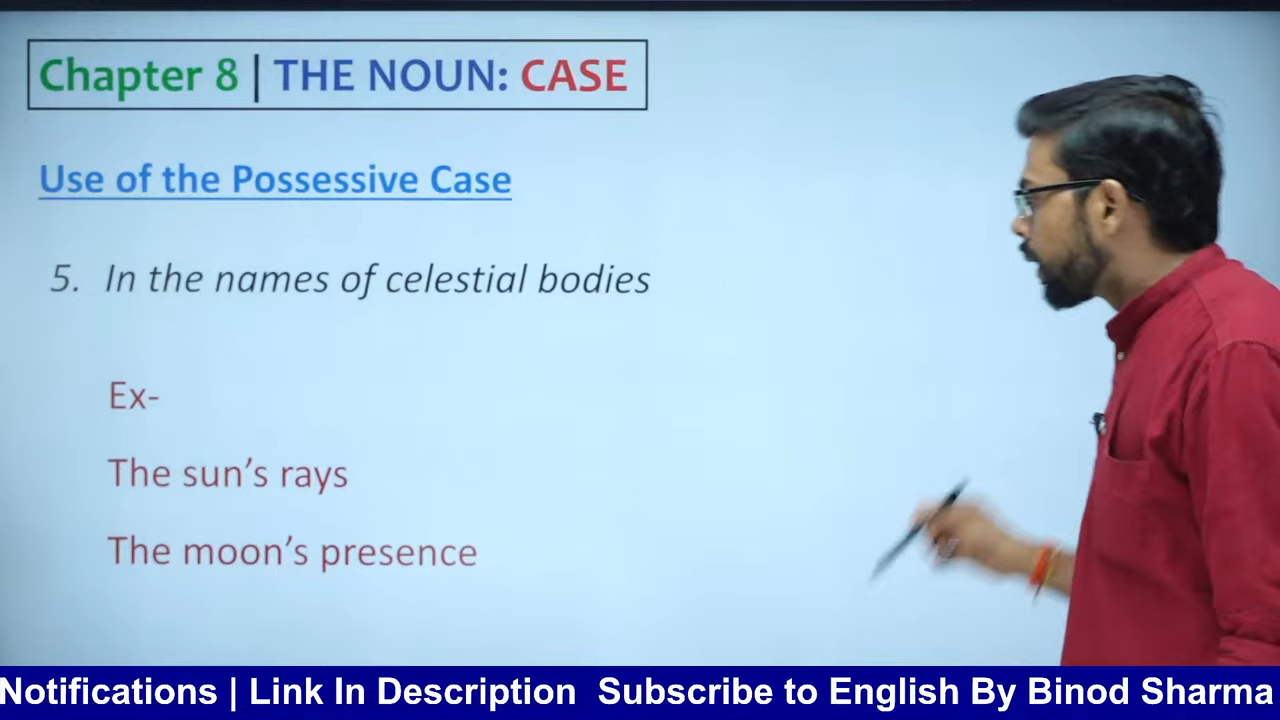 Chapter 8 | THE NOUN: CASE
Use of the Possessive Case
5. In the names of celestial bodies
Ex-
The sun’s rays
The moon’s presence
Notifications | Link In Description Subscribe to English By Binod Sharma